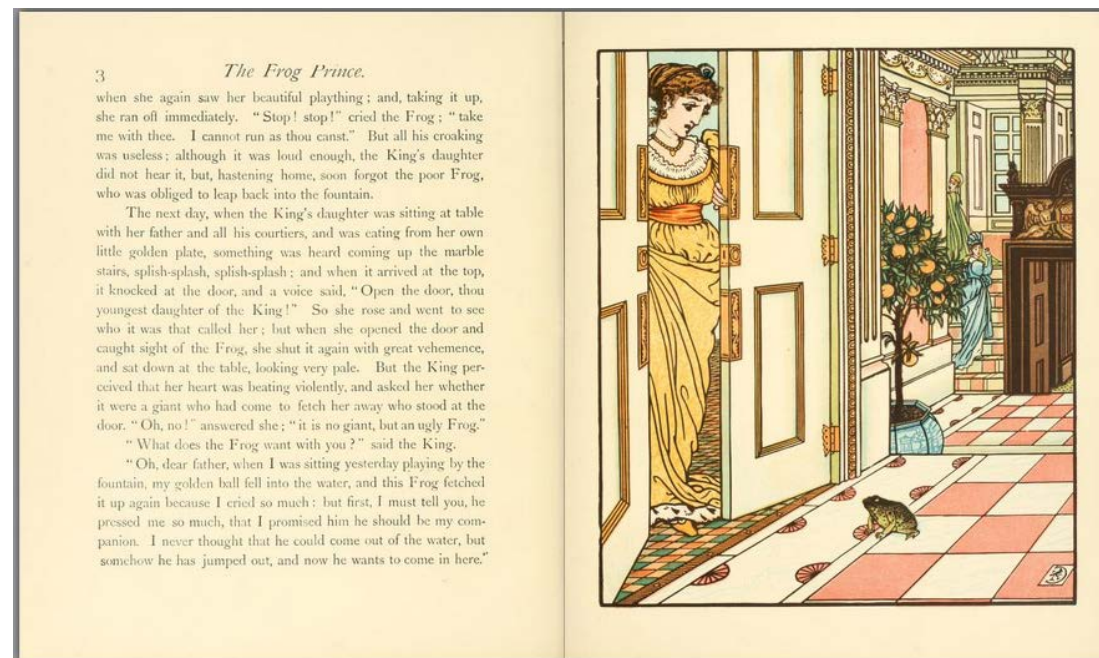 3
The Frog Prince.
when she again saw her beautiful plaything ; and, taking it up,
she ran off immediately. "Stop! stop!" cried the Frog ; "take
me with thee. I cannot run as thou canst." But all his croaking
was useless ; although it was loud enough, the King's daughter
did not hear it, but, hastening home, soon forgot the poor Frog,
who was obliged to leap back into the fountain.
The next day, when the King's daughter was sitting at table
with her father and all his courtiers, and was eating from her own
little golden plate, something was heard coming up the marble
stairs, splish-splash, splish-splash ; and when it arrived at the top,
it knocked at the door, and a voice said, "Open the door, thou
youngest daughter of the King!" So she rose and went to see
who it was that called her ; but when she opened the door and
caught sight of the Frog, she shut it again with great vehemence,
and sat down at the table, looking very pale. But the King per-
ceived that her heart was beating violently, and asked her whether
it were a giant who had come to fetch her away who stood at the
door. "Oh, no!" answered she ; "it is no giant, but an ugly Frog."
"What does the Frog want with you?" said the King.
"Oh, dear father, when I was sitting yesterday playing by the
fountain, my golden ball fell into the water, and this Frog fetched
it up again because I cried so much : but first, I must tell you, he
pressed me so much, that I promised him he should be my com-
panion. I never thought that he could come out of the water, but
somehow he has jumped out, and now he wants to come in here."